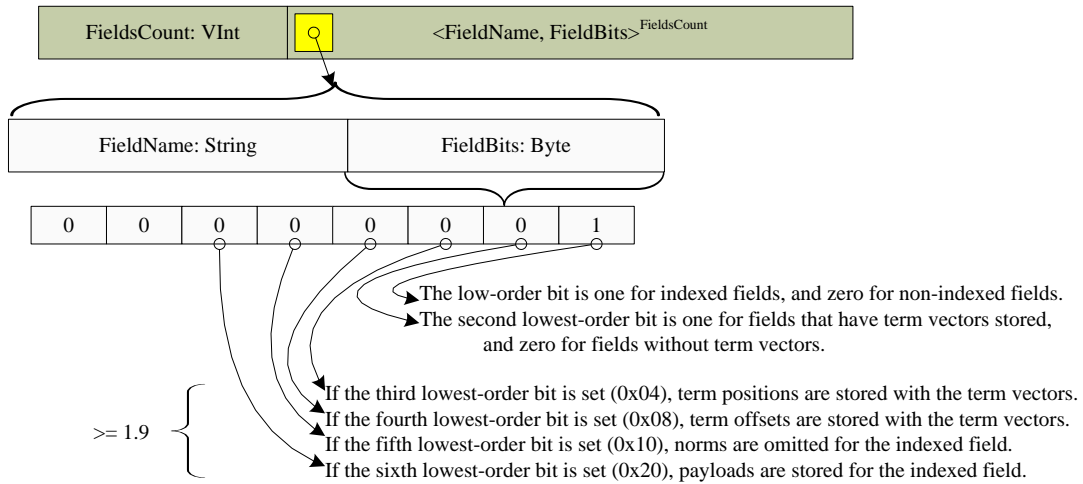 FieldsCount: VInt <FieldName, FieldBits>FieldsCount
FieldName: String FieldBits: Byte
0 0 0 0 0 0 0 1
The low-order bit is one for indexed fields, and zero for non-indexed fields.
The second lowest-order bit is one for fields that have term vectors stored,
and zero for fields without term vectors.
If the third lowest-order bit is set (0x04), term positions are stored with the term vectors.
If the fourth lowest-order bit is set (0x08), term offsets are stored with the term vectors.
>= 1.9
If the fifth lowest-order bit is set (0x10), norms are omitted for the indexed field.
If the sixth lowest-order bit is set (0x20), payloads are stored for the indexed field.